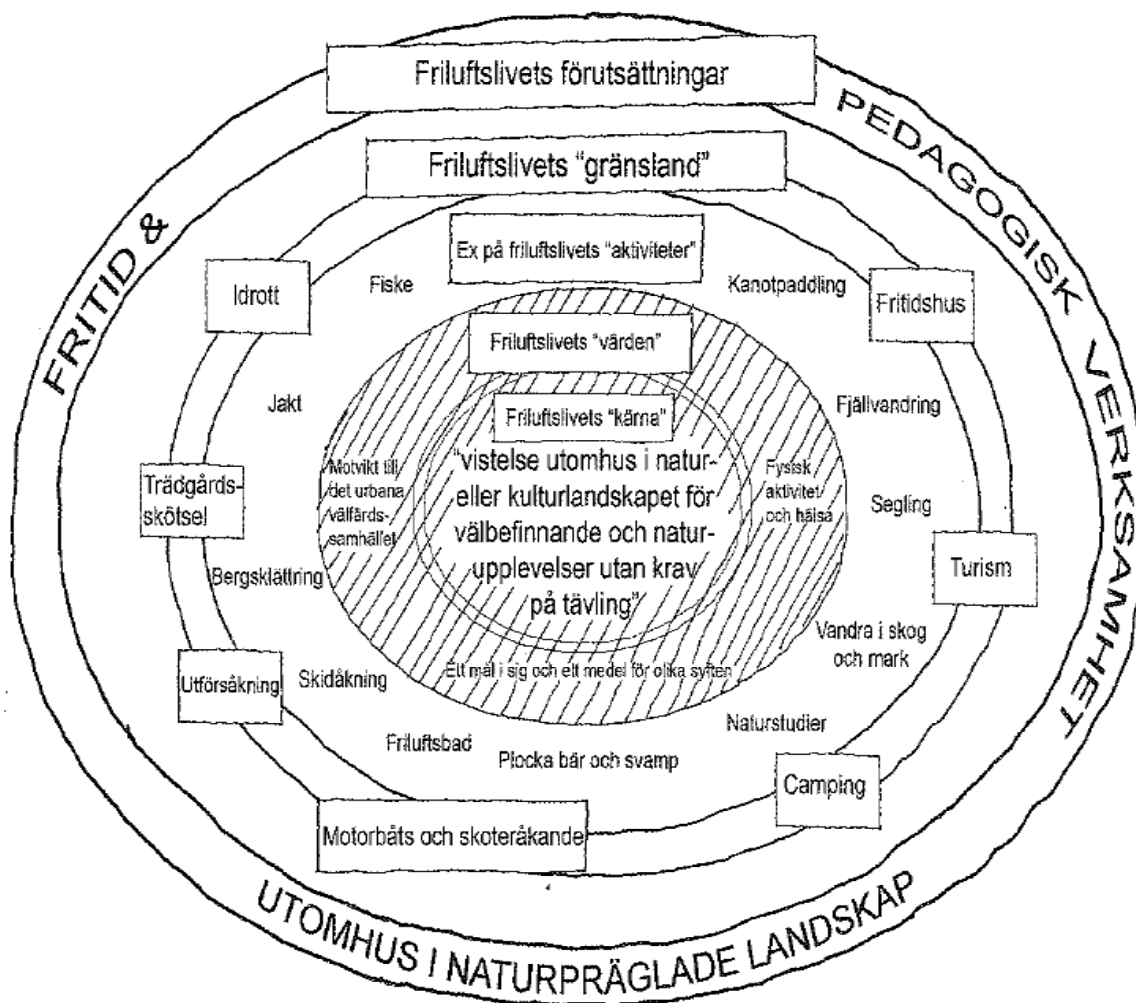 Friluftslivets förutsättningar
FRITID & PEDAGOGISK VERKSAMHET
UTOMHUS I NATURPRÄGLADE LANDSKAP
Friluftslivets “gränsland”
Idrott
Fritidshus
Trädgårds-
skötsel
Turism
Utförsåkning
Camping
Motorbåts och skoteråkande
Ex på friluftslivets “aktiviteter”
Fiske
Kanotpaddling
Jakt
Fjällvandring
Segling
Bergsklättring
Vandra i skog
och mark
Skidåkning
Naturstudier
Friluftsbad
Plocka bär och svamp
Friluftslivets “värden”
Motvikt till
det urbana
välfärds-
samhället
Fysisk
aktivitet
och hälsa
Ett mål i sig och ett medel för olika syften
Friluftslivets “kärna”
“vistelse utomhus i natur-
eller kulturlandskapet för
välbefinnande och natur-
upplevelser utan krav
på tävling”